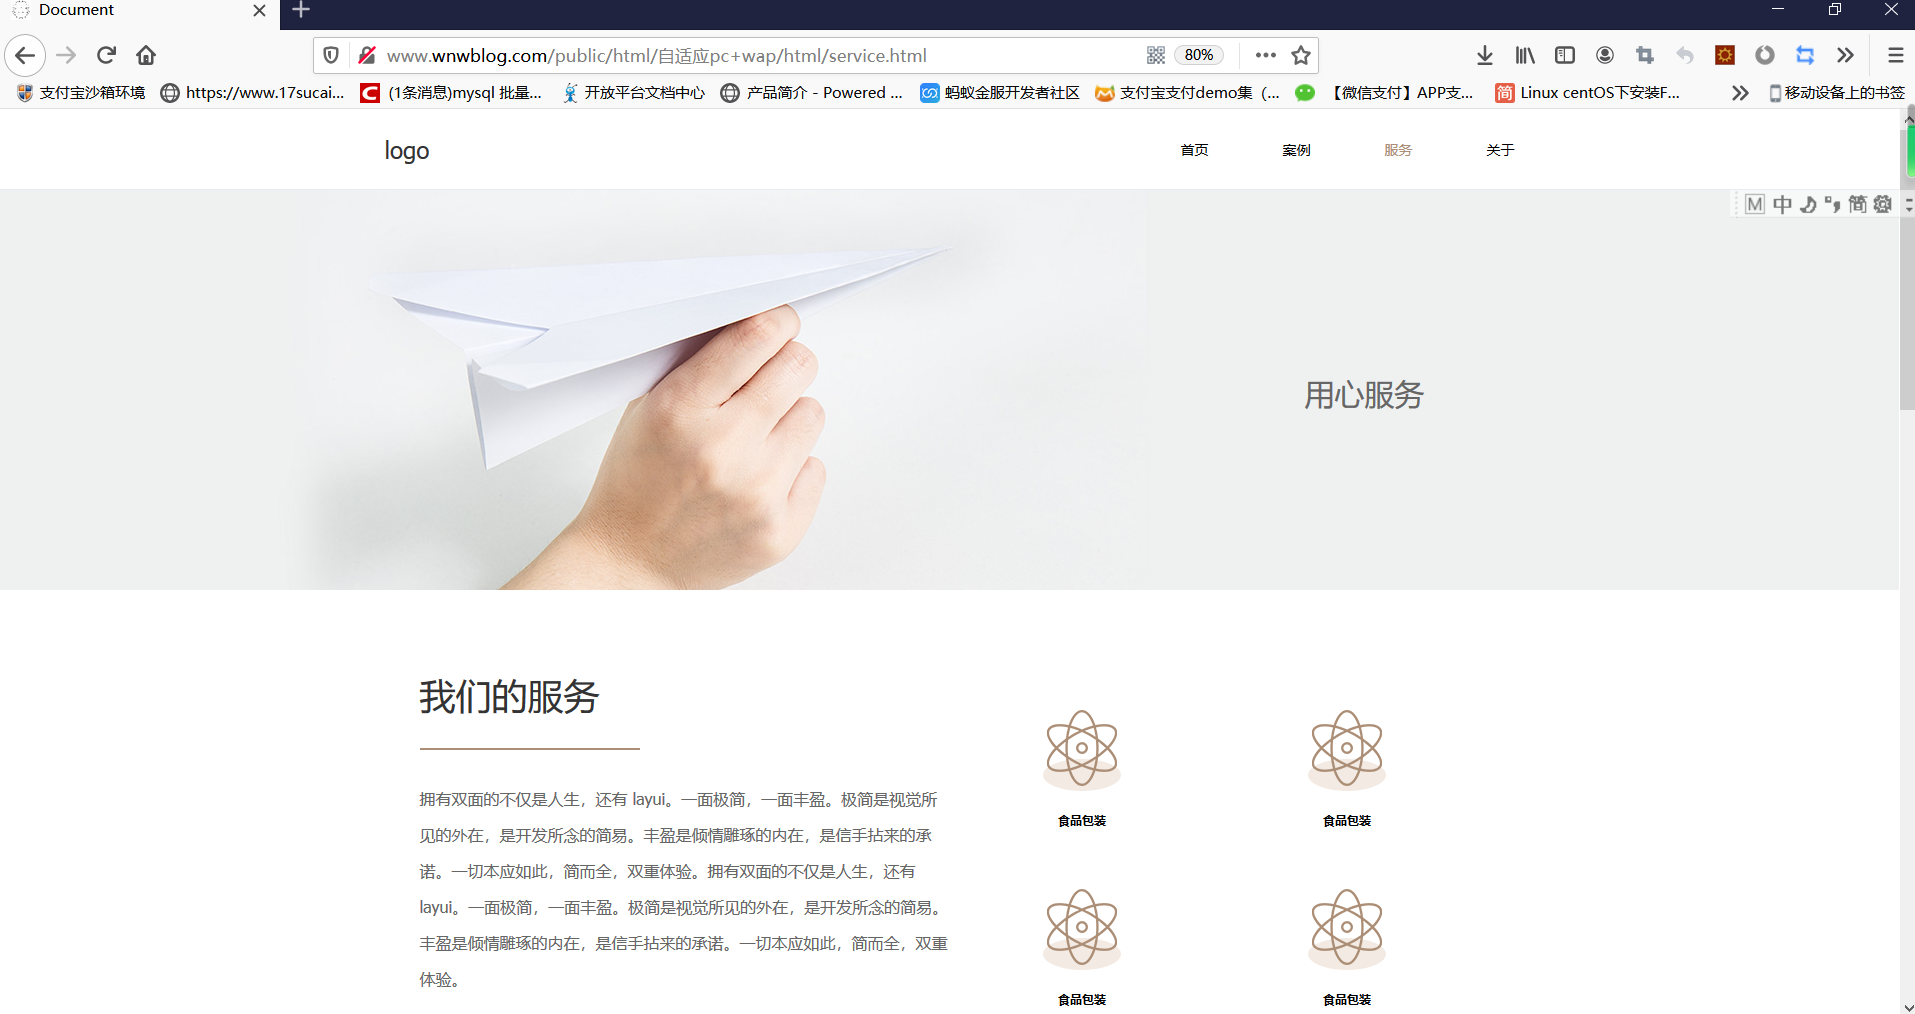 Document
www.wnwblog.com/public/html/自适应pc+wap/html/service.html
80%
支付宝沙箱环境
https://www.17sucai...
(1条消息)mysql 批量...
开放平台文档中心
产品简介 - Powered ...
蚂蚁金服开发者社区
支付宝支付demo集（...
【微信支付】APP支...
简
Linux centOS下安装F...
移动设备上的书签
logo
首页
案例
服务
关于
M 中 简
用心服务
我们的服务
拥有双面的不仅是人生，还有 layui。一面极简，一面丰盈。极简是视觉所
见的外在，是开发所念的简易。丰盈是倾情雕琢的内在，是信手拈来的承
诺。一切本应如此，简而全，双重体验。拥有双面的不仅是人生，还有
layui。一面极简，一面丰盈。极简是视觉所见的外在，是开发所念的简易。
丰盈是倾情雕琢的内在，是信手拈来的承诺。一切本应如此，简而全，双重
体验。
食品包装
食品包装
食品包装
食品包装